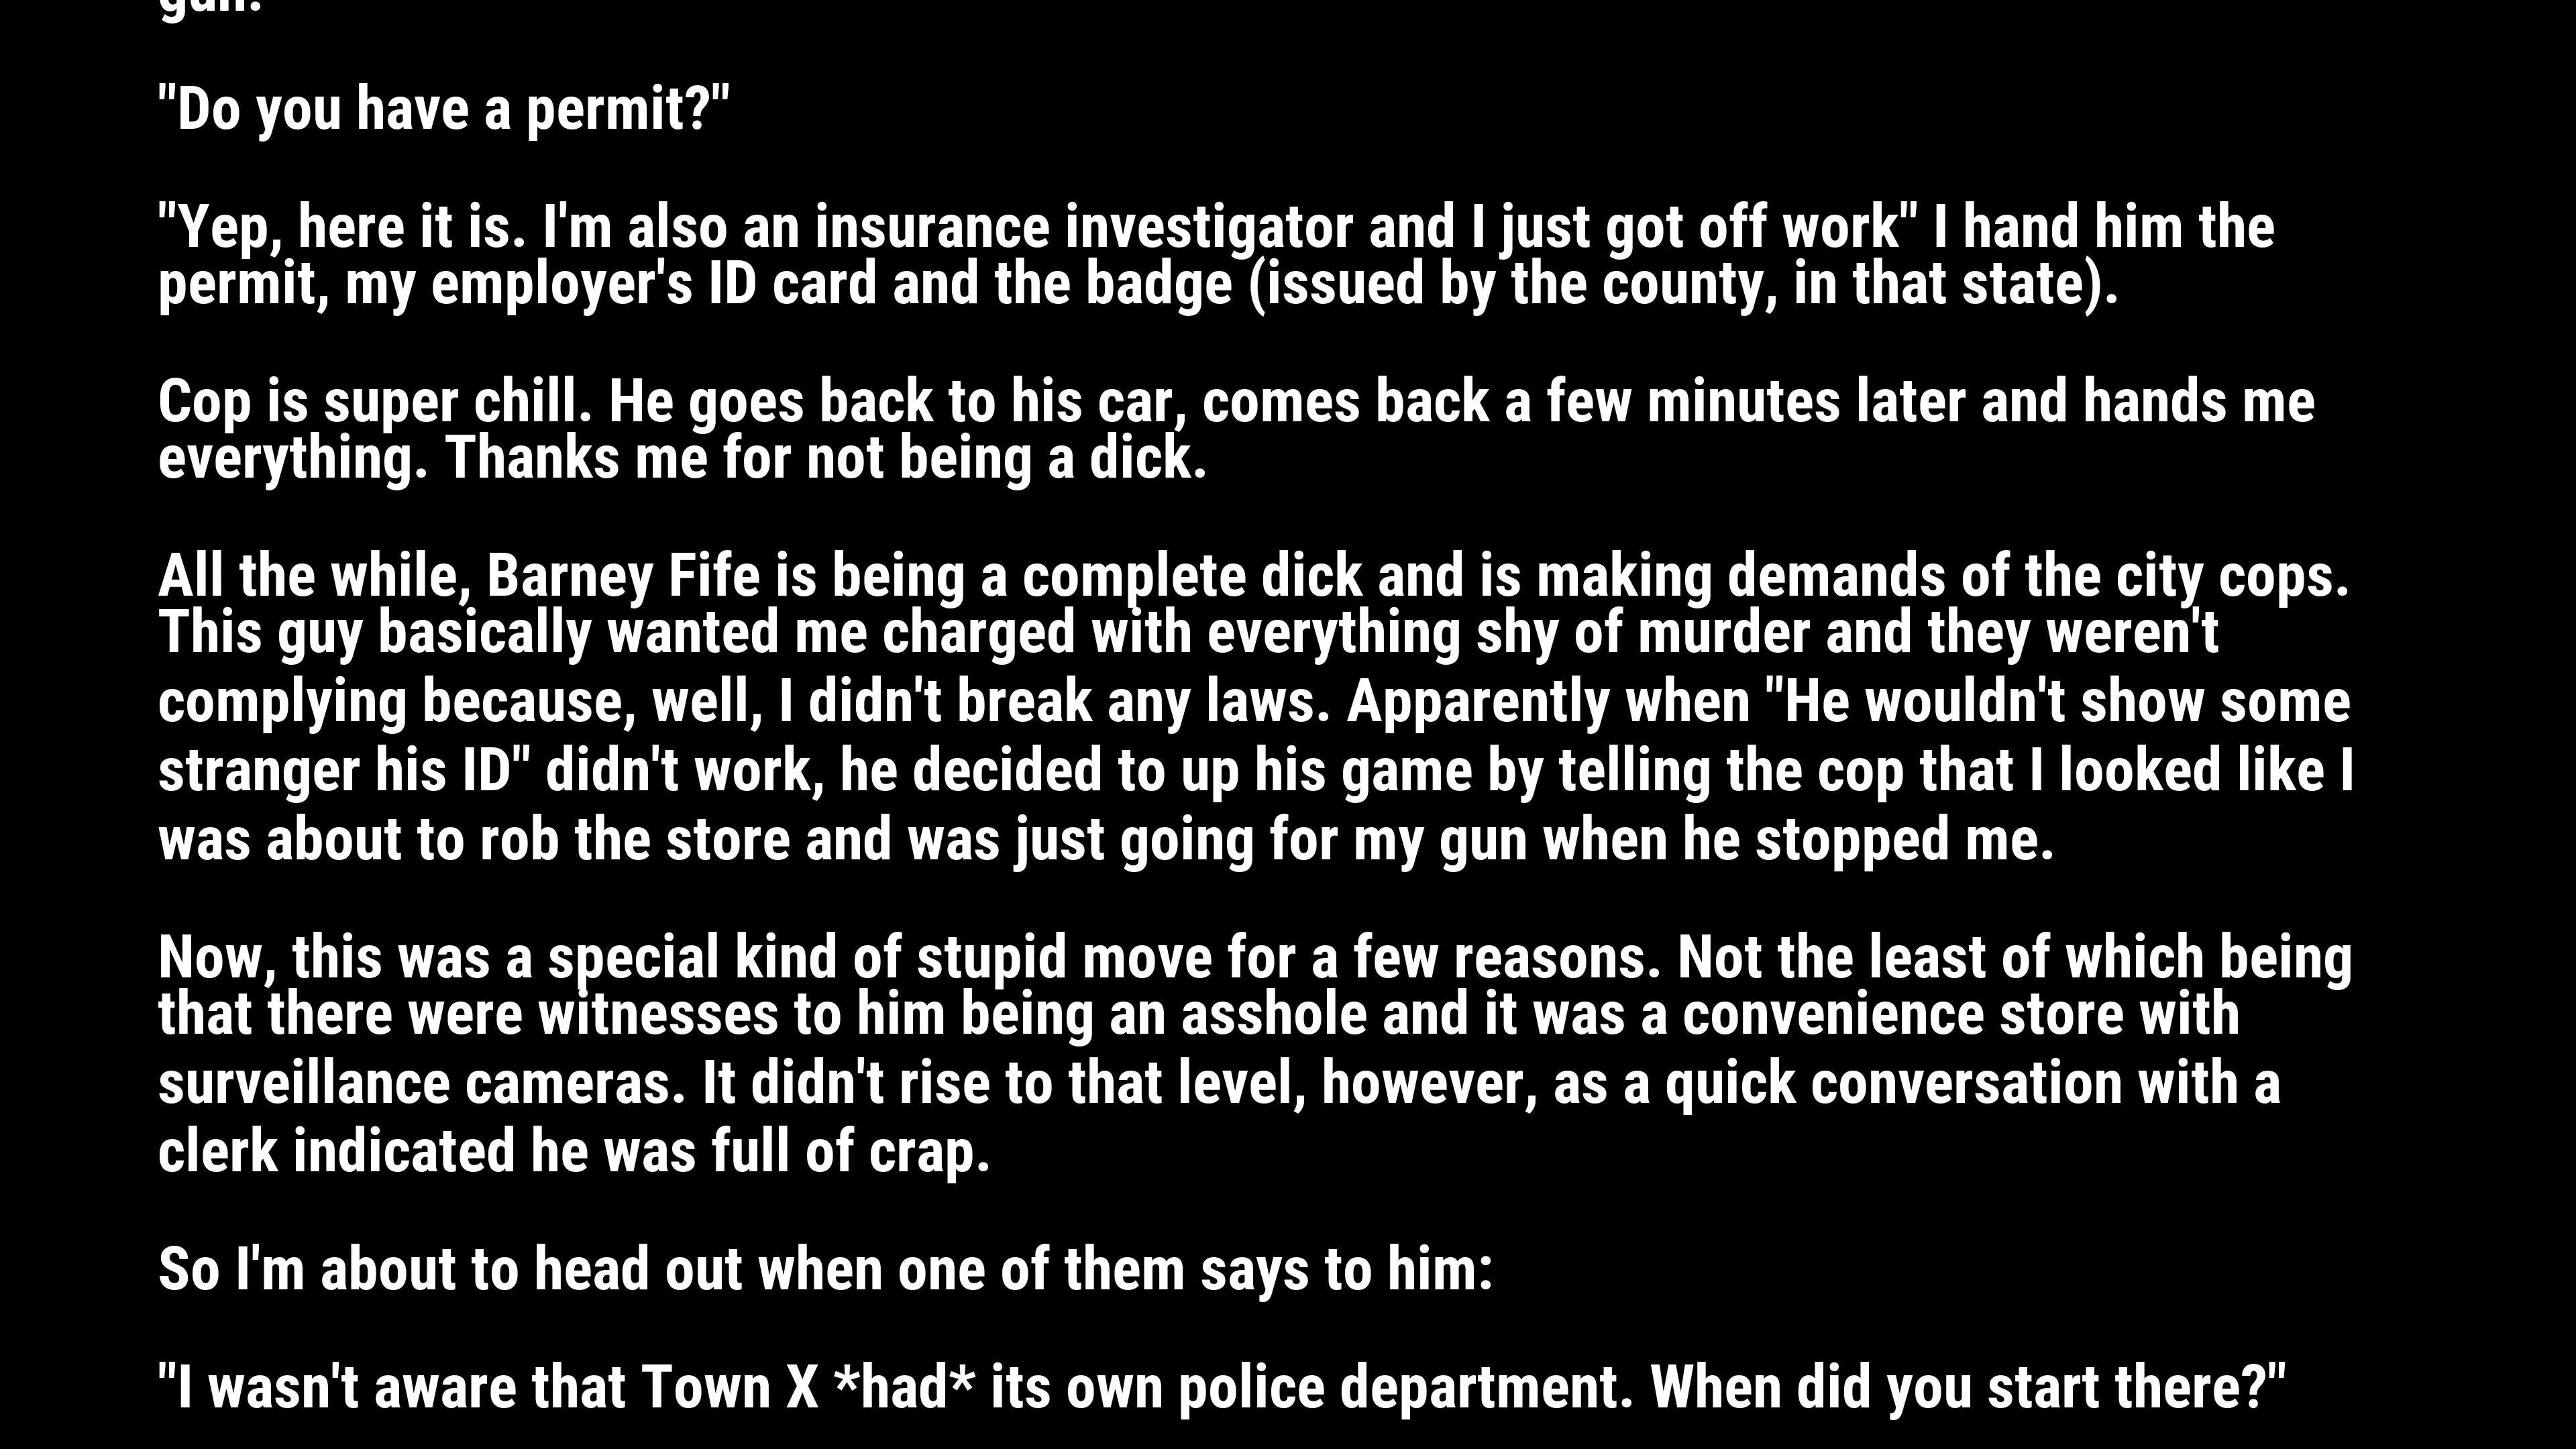 gun.
"Do you have a permit?"
"Yep, here it is. I'm also an insurance investigator and I just got off work" I hand him the
permit, my employer's ID card and the badge (issued by the county, in that state).
Cop is super chill. He goes back to his car, comes back a few minutes later and hands me
everything. Thanks me for not being a dick.
All the while, Barney Fife is being a complete dick and is making demands of the city cops.
This guy basically wanted me charged with everything shy of murder and they weren't
complying because, well, I didn't break any laws. Apparently when "He wouldn't show some
stranger his ID" didn't work, he decided to up his game by telling the cop that I looked like I
was about to rob the store and was just going for my gun when he stopped me.
Now, this was a special kind of stupid move for a few reasons. Not the least of which being
that there were witnesses to him being an asshole and it was a convenience store with
surveillance cameras. It didn't rise to that level, however, as a quick conversation with a
clerk indicated he was full of crap.
So I'm about to head out when one of them says to him:
"I wasn't aware that Town X *had* its own police department. When did you start there?"